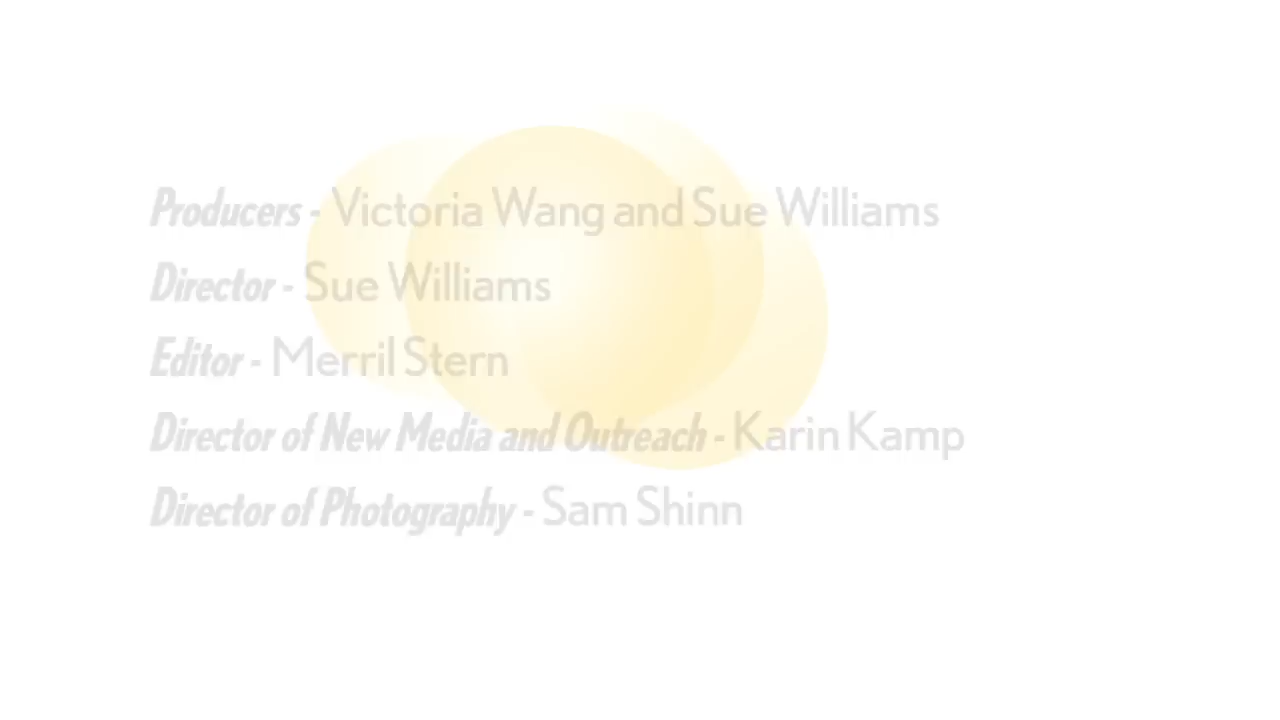 Producers - Victoria Wang and Sue Williams
Director - Sue Williams
Editor - Merril Stern
Director of New Media and Outreach - Karin Kamp
Director of Photography - Sam Shinn